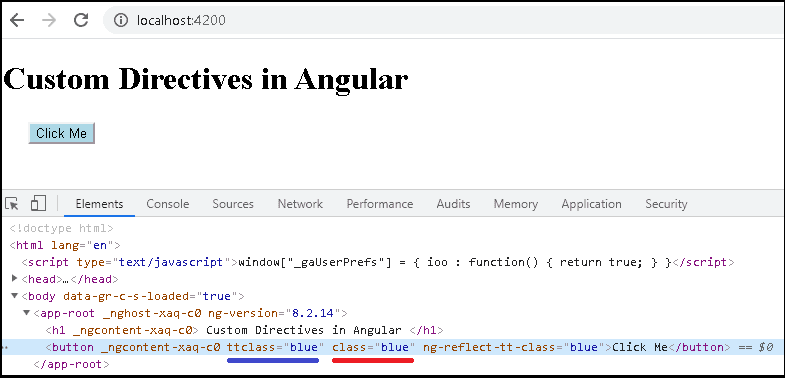 localhost:4200
Custom Directives in Angular
Click Me
Elements Console Sources Network Performance Audits Memory Application Security
<!doctype html>
<html lang="en">
<script type="text/javascript">window["_gaUserPrefs"] = { ioo : function() { return true; } }</script>
<head>…</head>
<body data-gr-c-s-loaded="true">
<app-root _nghost-xaq-c0 ng-version="8.2.14">
<h1 _ngcontent-xaq-c0> Custom Directives in Angular </h1>
<button _ngcontent-xaq-c0 ttclass="blue" class="blue" ng-reflect-tt-class="blue">Click Me</button> == $0
</app-root>